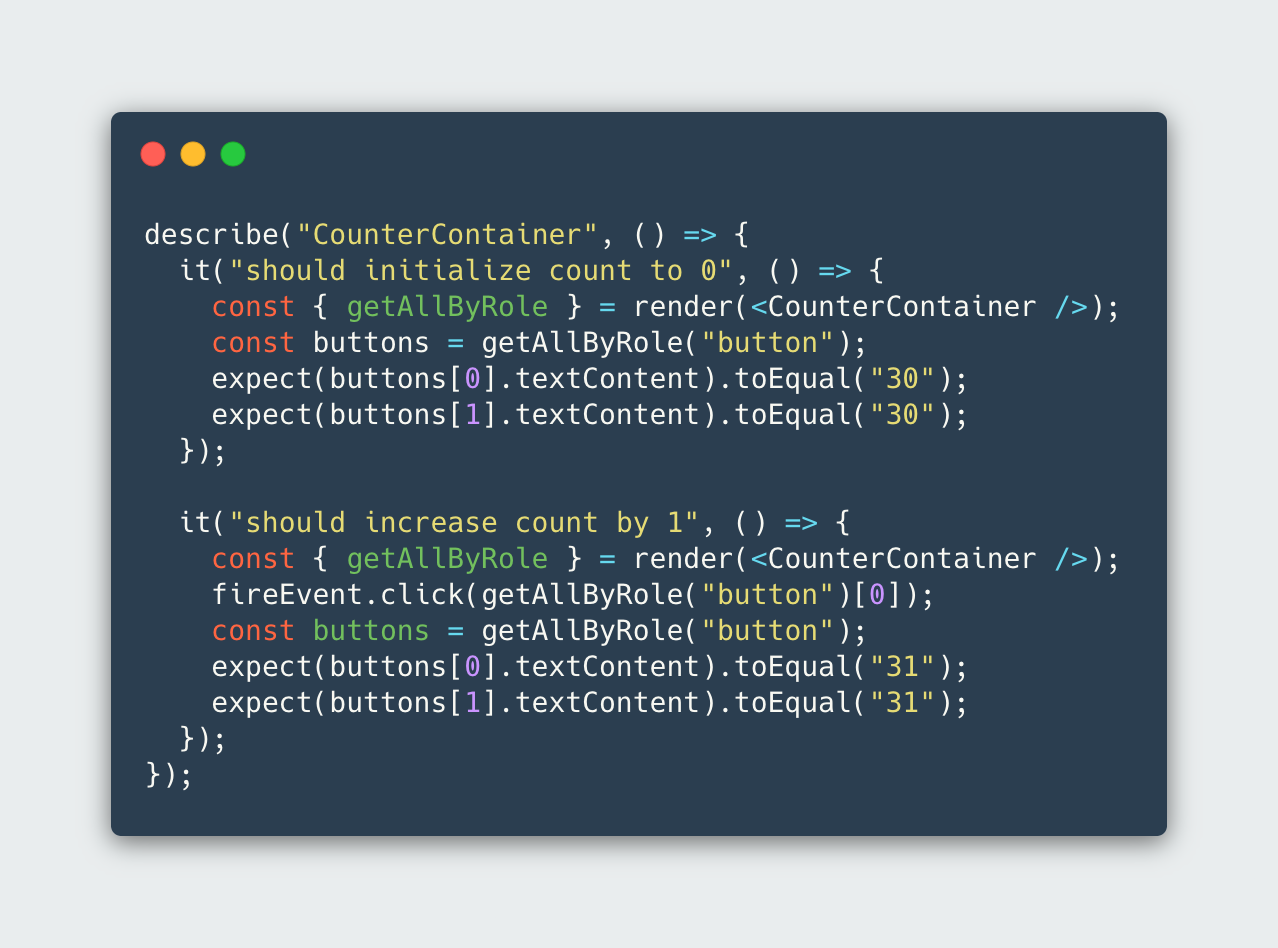 describe("CounterContainer", () => {
  it("should initialize count to 0", () => {
    const { getAllByRole } = render(<CounterContainer />);
    const buttons = getAllByRole("button");
    expect(buttons[0].textContent).toEqual("30");
    expect(buttons[1].textContent).toEqual("30");
  });

  it("should increase count by 1", () => {
    const { getAllByRole } = render(<CounterContainer />);
    fireEvent.click(getAllByRole("button")[0]);
    const buttons = getAllByRole("button");
    expect(buttons[0].textContent).toEqual("31");
    expect(buttons[1].textContent).toEqual("31");
  });
});